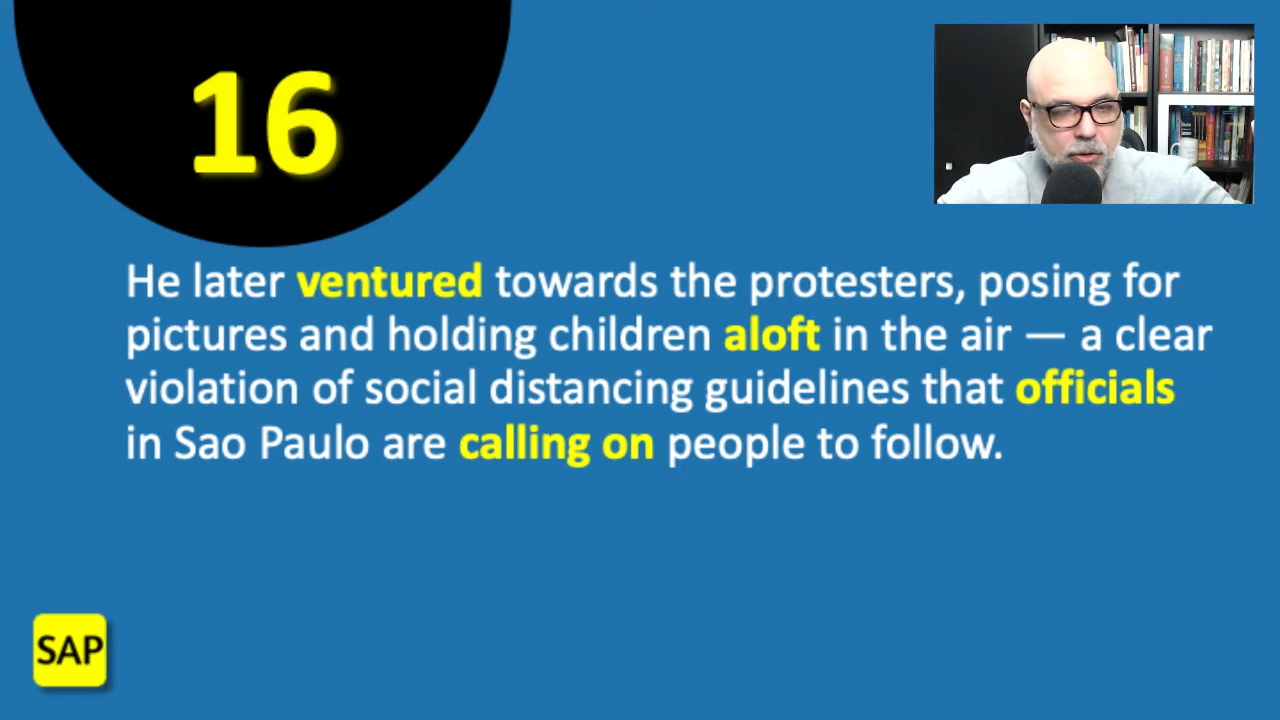 16
He later ventured towards the protesters, posing for
pictures and holding children aloft in the air — a clear
violation of social distancing guidelines that officials
in Sao Paulo are calling on people to follow.
SAP